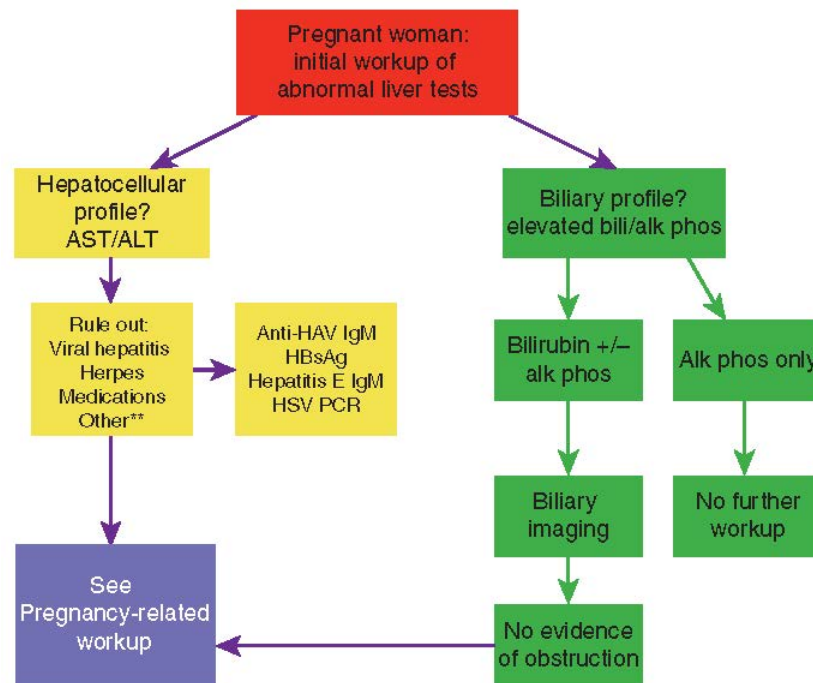 Pregnant woman:
initial workup of
abnormal liver tests
Hepatocellular
profile?
AST/ALT
Biliary profile?
elevated bili/alk phos
Rule out:
Viral hepatitis
Herpes
Medications
Other**
Anti-HAV IgM
HBsAg
Hepatitis E IgM
HSV PCR
Bilirubin +/–
alk phos
Alk phos only
Biliary
imaging
No further
workup
See
Pregnancy-related
workup
No evidence
of obstruction